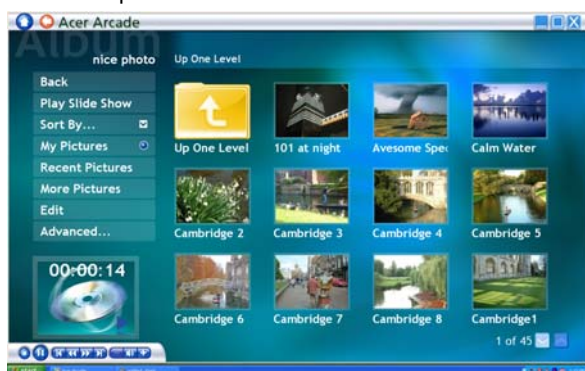 Acer Arcade
Album
nice photo
Up One Level
Back
Play Slide Show
Sort By...
My Pictures
Recent Pictures
More Pictures
Edit
Advanced...
00:00:14
Up One Level
101 at night
Avesome Spec
Calm Water
Cambridge 2
Cambridge 3
Cambridge 4
Cambridge 5
Cambridge 6
Cambridge 7
Cambridge 8
Cambridge1
1 of 45
start